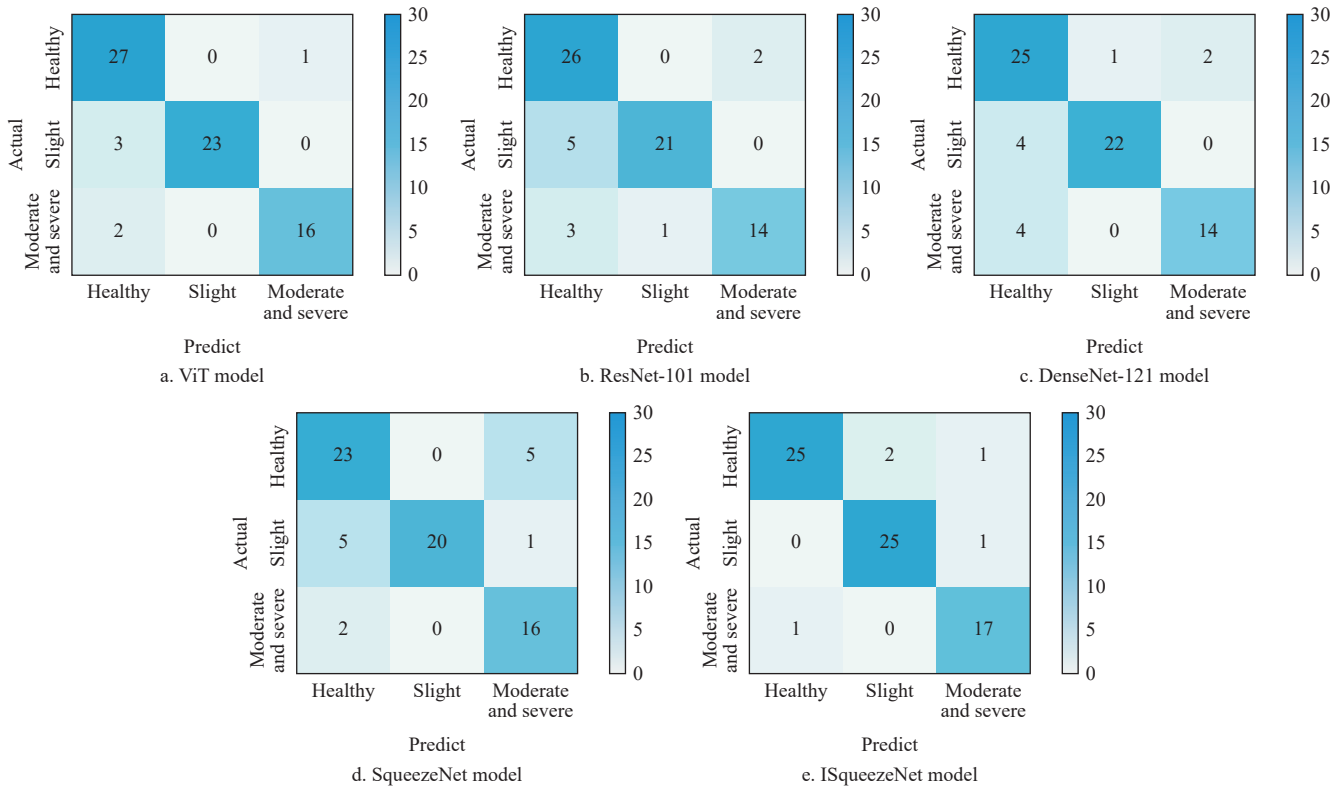 30
25
20
15
10
5
0
Actual
Healthy
Slight
Moderate
and severe
27 0 1
3 23 0
2 0 16
Healthy Slight Moderate
and severe
Predict
a. ViT model
30
25
20
15
10
5
0
Actual
Healthy
Slight
Moderate
and severe
26 0 2
5 21 0
3 1 14
Healthy Slight Moderate
and severe
Predict
b. ResNet-101 model
30
25
20
15
10
5
0
Actual
Healthy
Slight
Moderate
and severe
25 1 2
4 22 0
4 0 14
Healthy Slight Moderate
and severe
Predict
c. DenseNet-121 model
30
25
20
15
10
5
0
Actual
Healthy
Slight
Moderate
and severe
23 0 5
5 20 1
2 0 16
Healthy Slight Moderate
and severe
Predict
d. SqueezeNet model
30
25
20
15
10
5
0
Actual
Healthy
Slight
Moderate
and severe
25 2 1
0 25 1
1 0 17
Healthy Slight Moderate
and severe
Predict
e. ISqueezeNet model